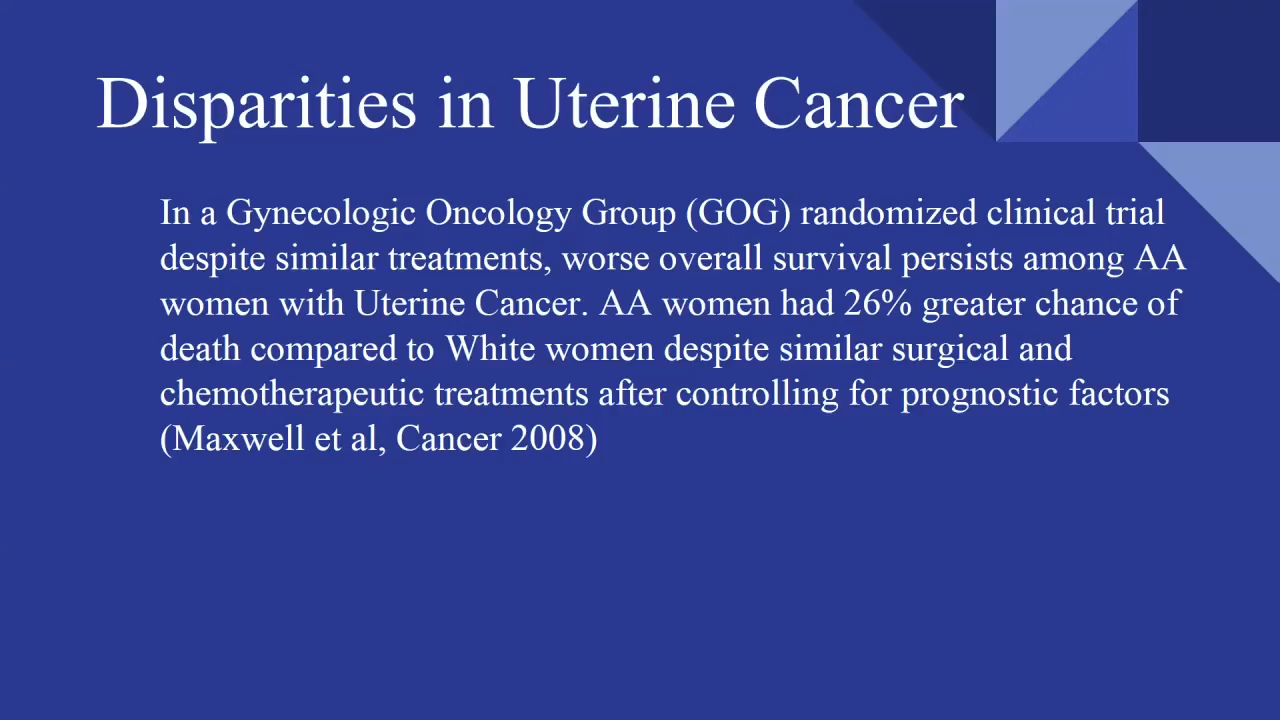 Disparities in Uterine Cancer
In a Gynecologic Oncology Group (GOG) randomized clinical trial
despite similar treatments, worse overall survival persists among AA
women with Uterine Cancer. AA women had 26% greater chance of
death compared to White women despite similar surgical and
chemotherapeutic treatments after controlling for prognostic factors
(Maxwell et al, Cancer 2008)